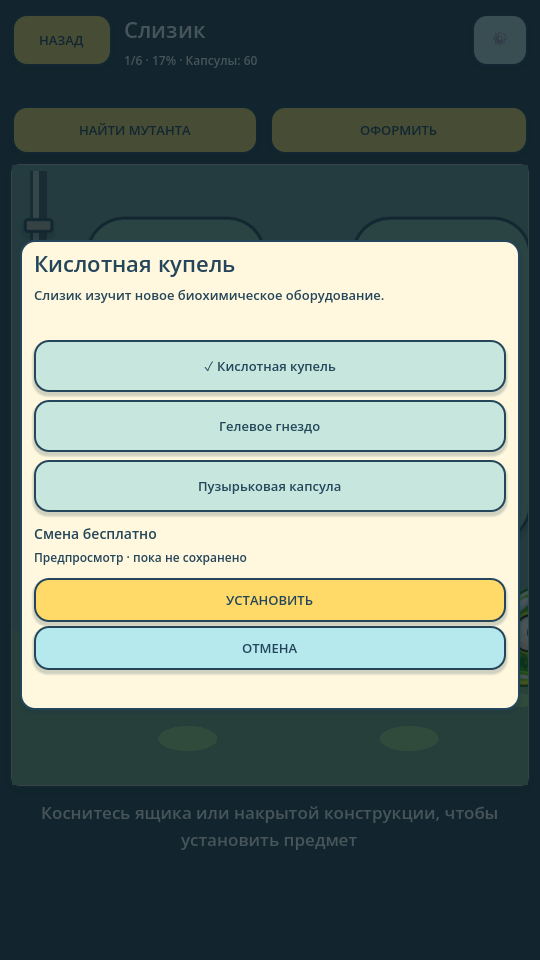 НАЗАД
Слизик
1/6 · 17% · Капсулы: 60
НАЙТИ МУТАНТА
ОФОРМИТЬ
Кислотная купель
Слизик изучит новое биохимическое оборудование.
✓ Кислотная купель
Гелевое гнездо
Пузырьковая капсула
Смена бесплатно
Предпросмотр · пока не сохранено
УСТАНОВИТЬ
ОТМЕНА
Коснитесь ящика или накрытой конструкции, чтобы
установить предмет